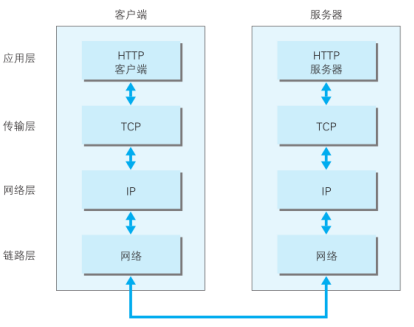 客户端 服务器
应用层 HTTP HTTP
客户端 服务器
传输层 TCP TCP
网络层 IP IP
链路层 网络 网络